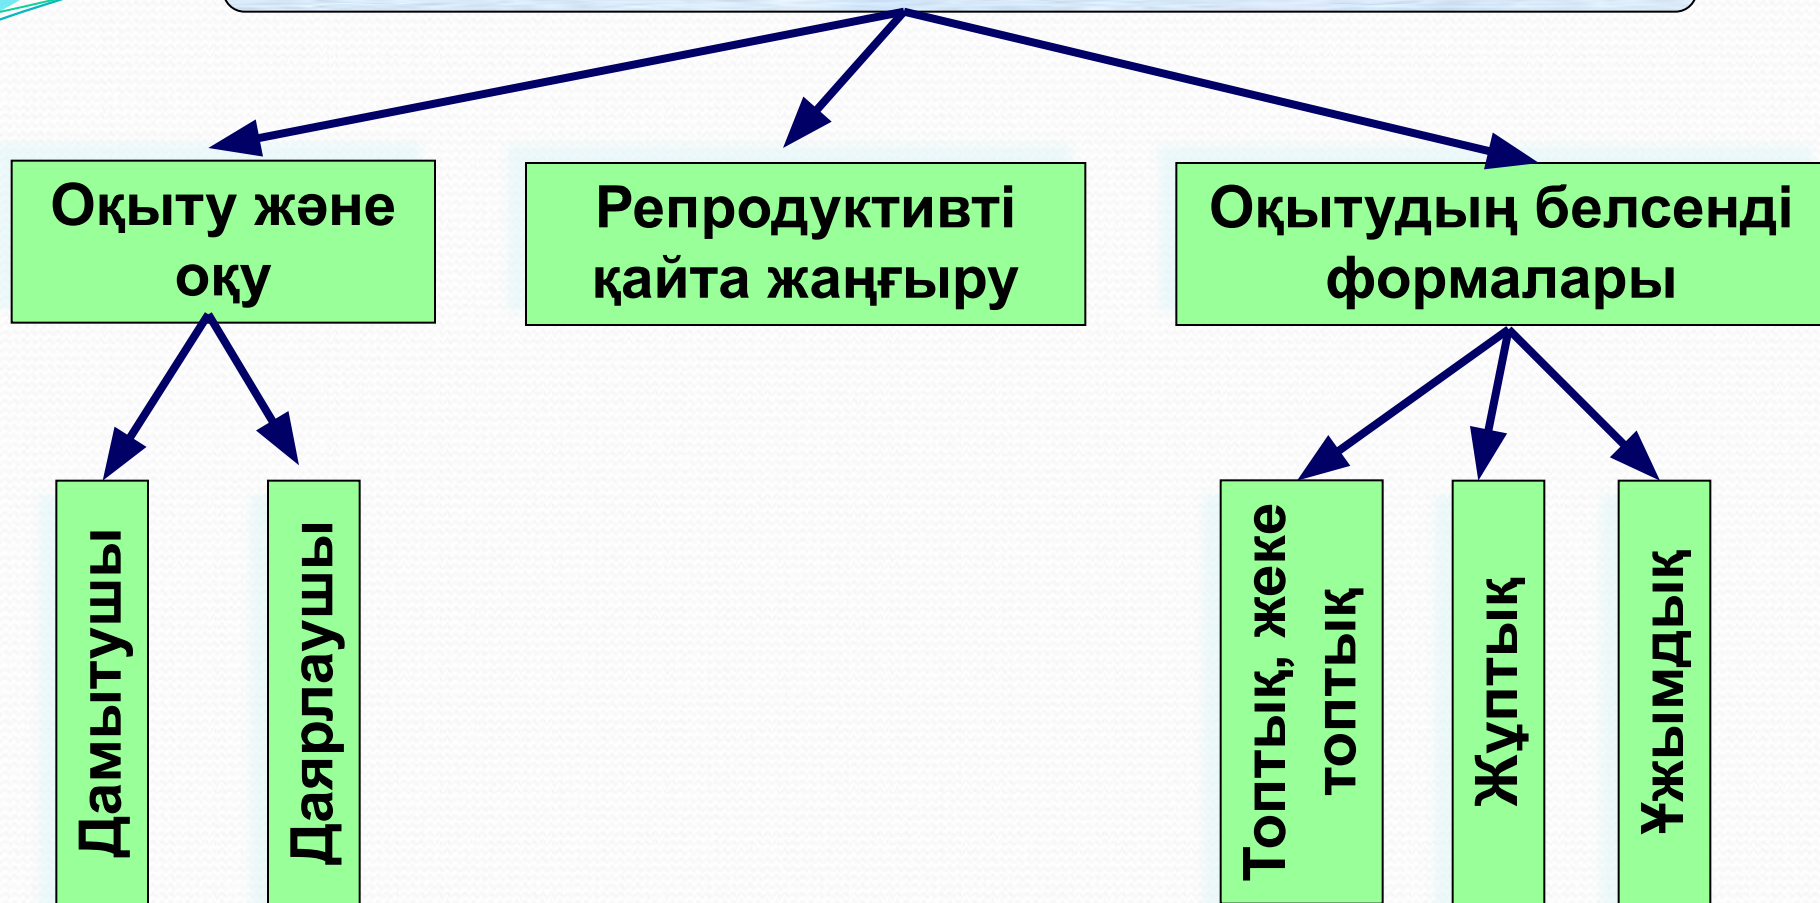 Оқыту және
оқу
Репродуктивті
қайта жаңғыру
Оқытудың белсенді
формалары
Дамытушы
Даярлаушы
Топтық, жеке
топтық
Жұптық
Ұжымдық